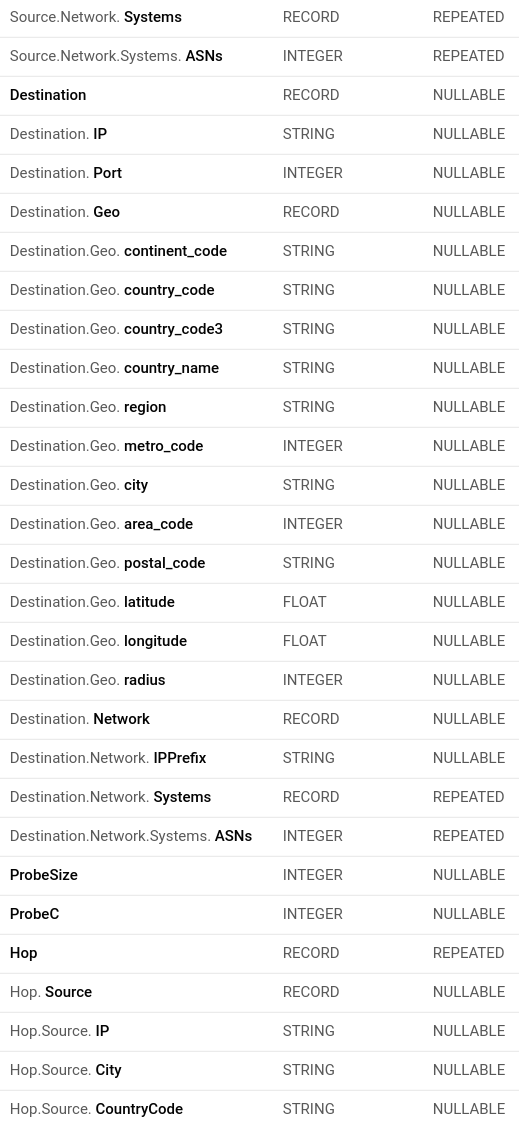 Source.Network. Systems RECORD REPEATED
Source.Network.Systems. ASNs INTEGER REPEATED
Destination RECORD NULLABLE
Destination. IP STRING NULLABLE
Destination. Port INTEGER NULLABLE
Destination. Geo RECORD NULLABLE
Destination.Geo. continent_code STRING NULLABLE
Destination.Geo. country_code STRING NULLABLE
Destination.Geo. country_code3 STRING NULLABLE
Destination.Geo. country_name STRING NULLABLE
Destination.Geo. region STRING NULLABLE
Destination.Geo. metro_code INTEGER NULLABLE
Destination.Geo. city STRING NULLABLE
Destination.Geo. area_code INTEGER NULLABLE
Destination.Geo. postal_code STRING NULLABLE
Destination.Geo. latitude FLOAT NULLABLE
Destination.Geo. longitude FLOAT NULLABLE
Destination.Geo. radius INTEGER NULLABLE
Destination. Network RECORD NULLABLE
Destination.Network. IPPrefix STRING NULLABLE
Destination.Network. Systems RECORD REPEATED
Destination.Network.Systems. ASNs INTEGER REPEATED
ProbeSize INTEGER NULLABLE
ProbeC INTEGER NULLABLE
Hop RECORD REPEATED
Hop. Source RECORD NULLABLE
Hop.Source. IP STRING NULLABLE
Hop.Source. City STRING NULLABLE
Hop.Source. CountryCode STRING NULLABLE